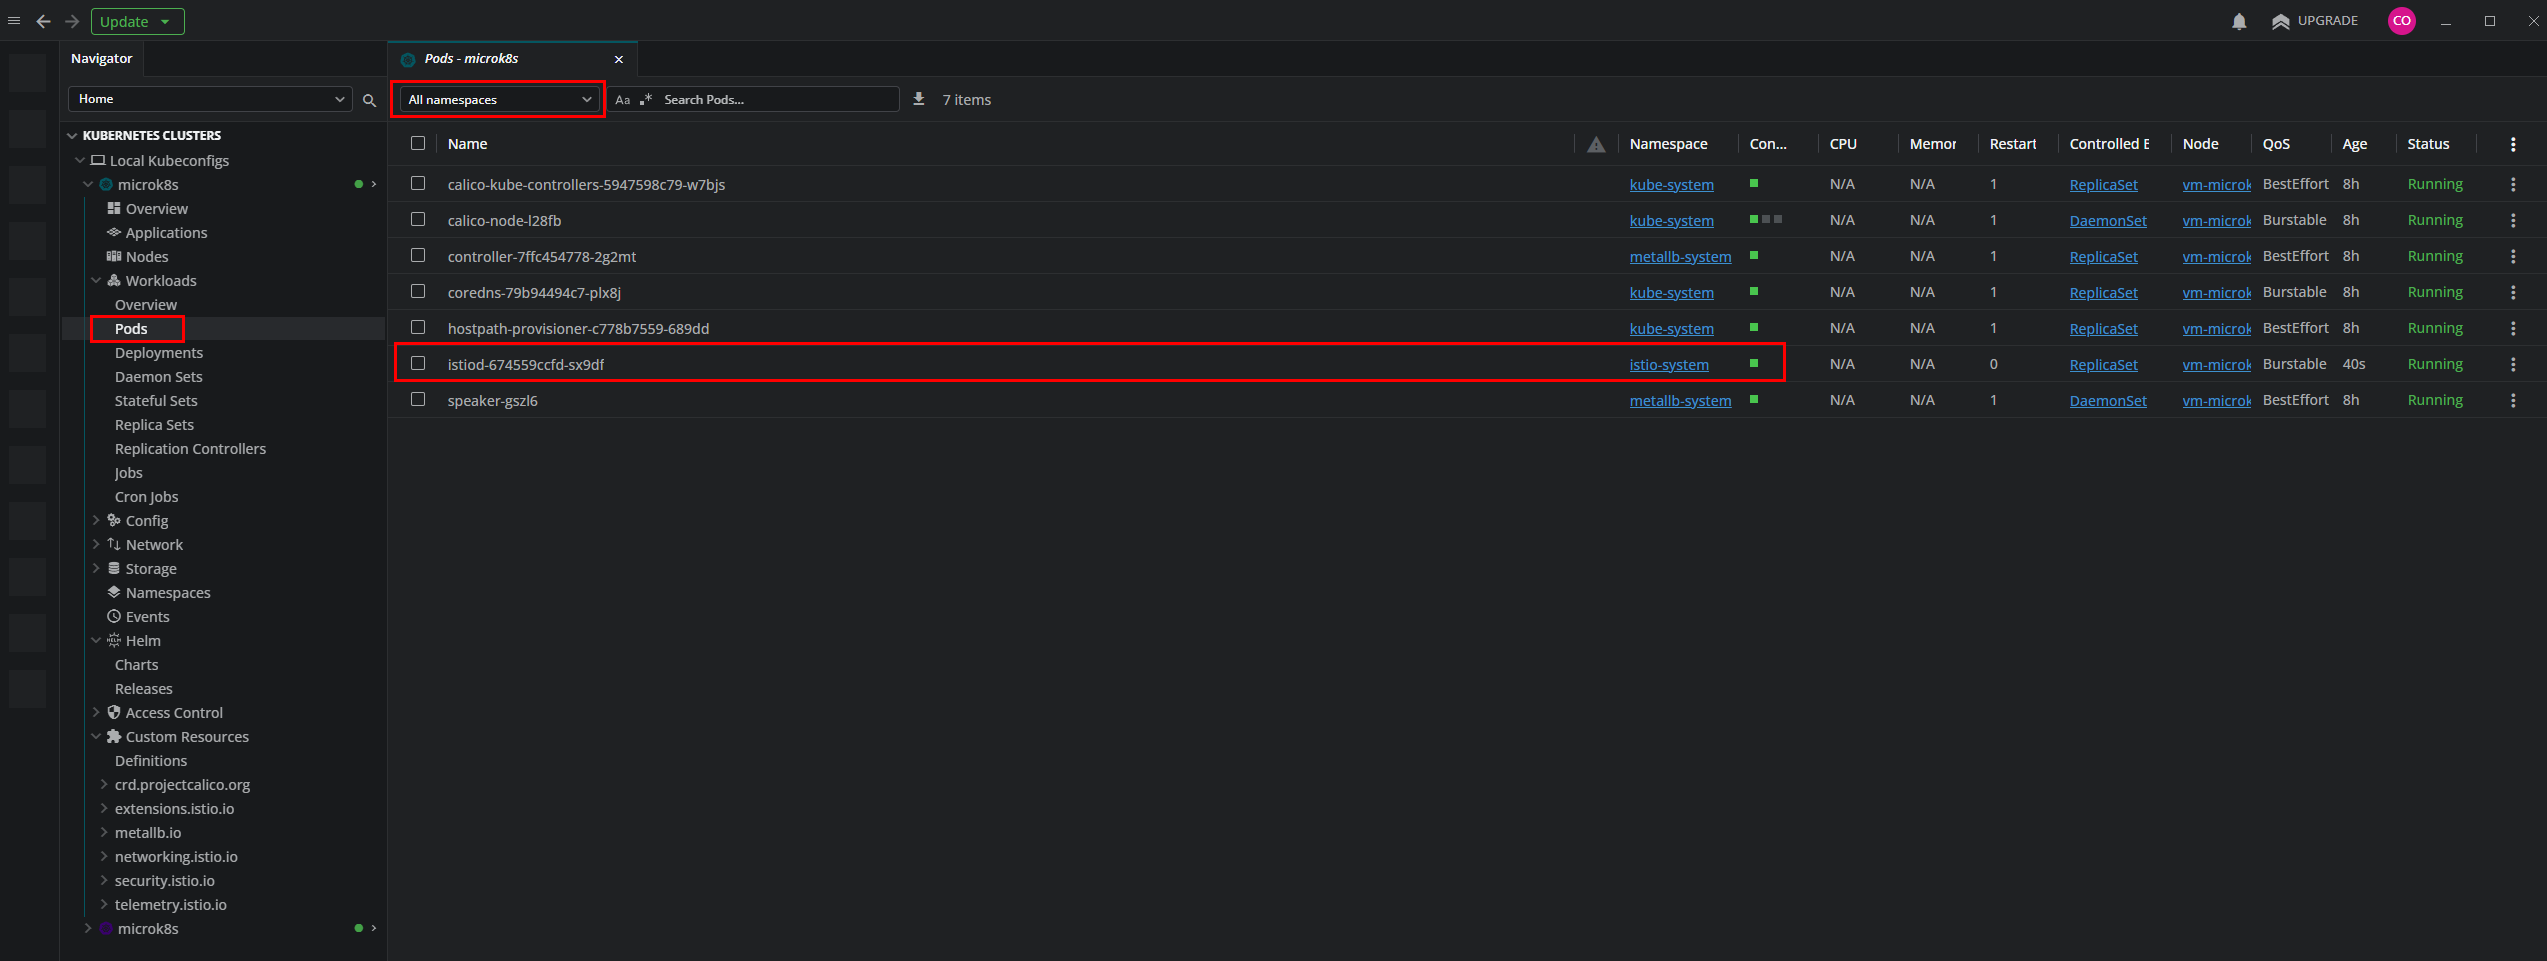 Update
UPGRADE
CO
Navigator
Pods - microk8s
Home
All namespaces
Aa .* Search Pods...
7 items
KUBERNETES CLUSTERS
Local Kubeconfigs
microk8s
Overview
Applications
Nodes
Workloads
Overview
Pods
Deployments
Daemon Sets
Stateful Sets
Replica Sets
Replication Controllers
Jobs
Cron Jobs
Config
Network
Storage
Namespaces
Events
Helm
Charts
Releases
Access Control
Custom Resources
Definitions
crd.projectcalico.org
extensions.istio.io
metallb.io
networking.istio.io
security.istio.io
telemetry.istio.io
microk8s
Name Namespace Con... CPU Memor Restart Controlled E Node QoS Age Status
calico-kube-controllers-5947598c79-w7bjs kube-system N/A N/A 1 ReplicaSet vm-microk BestEffort 8h Running
calico-node-l28fb kube-system N/A N/A 1 DaemonSet vm-microk Burstable 8h Running
controller-7ffc454778-2g2mt metallb-system N/A N/A 1 ReplicaSet vm-microk BestEffort 8h Running
coredns-79b94494c7-plx8j kube-system N/A N/A 1 ReplicaSet vm-microk Burstable 8h Running
hostpath-provisioner-c778b7559-689dd kube-system N/A N/A 1 ReplicaSet vm-microk BestEffort 8h Running
istiod-674559ccfd-sx9df istio-system N/A N/A 0 ReplicaSet vm-microk Burstable 40s Running
speaker-gszl6 metallb-system N/A N/A 1 DaemonSet vm-microk BestEffort 8h Running